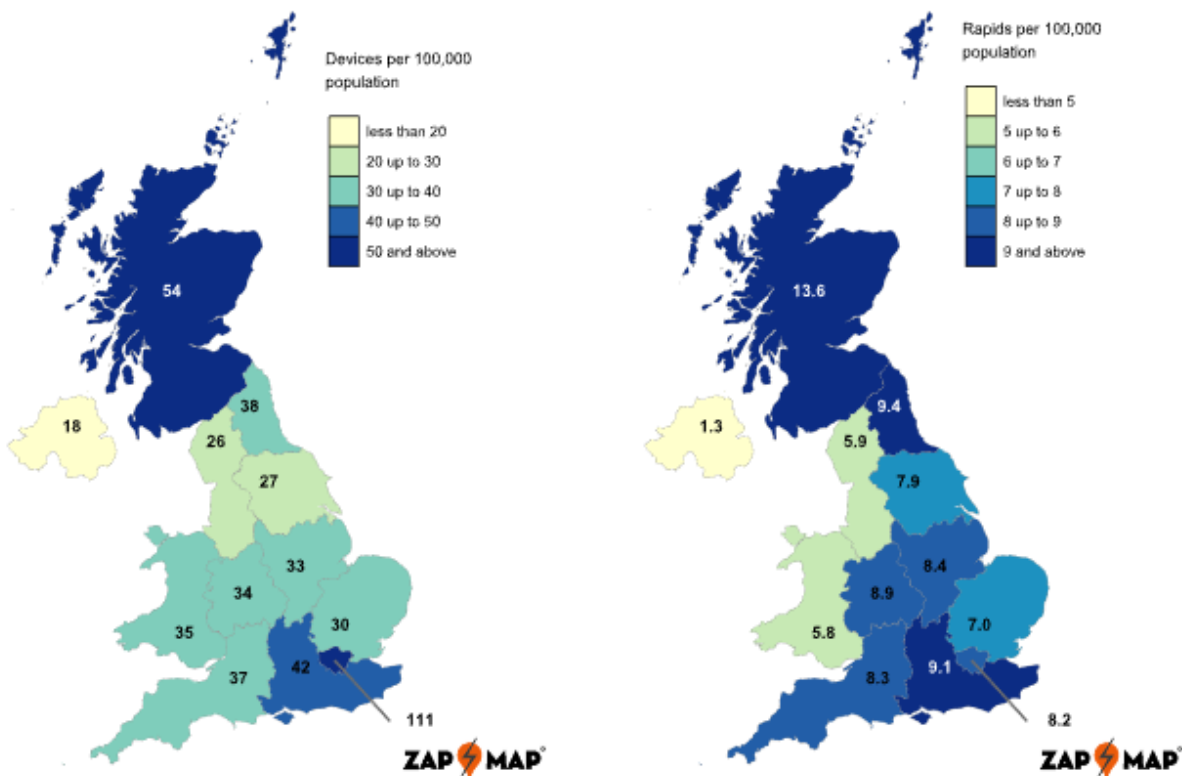 Devices per 100,000
population
less than 20
20 up to 30
30 up to 40
40 up to 50
50 and above
54
38
18
26
27
33
34
30
35
42
37
111
ZAP MAP
Rapids per 100,000
population
less than 5
5 up to 6
6 up to 7
7 up to 8
8 up to 9
9 and above
13.6
9.4
1.3
5.9
7.9
8.4
8.9
7.0
5.8
9.1
8.3
8.2
ZAP MAP